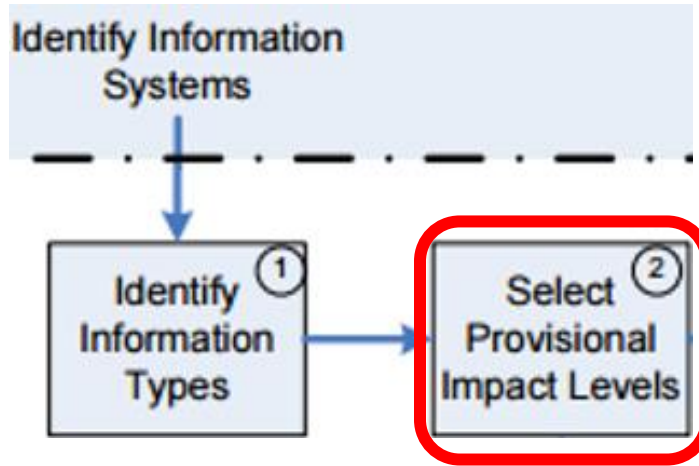 Identify Information
Systems
1
Identify
Information
Types
2
Select
Provisional
Impact Levels